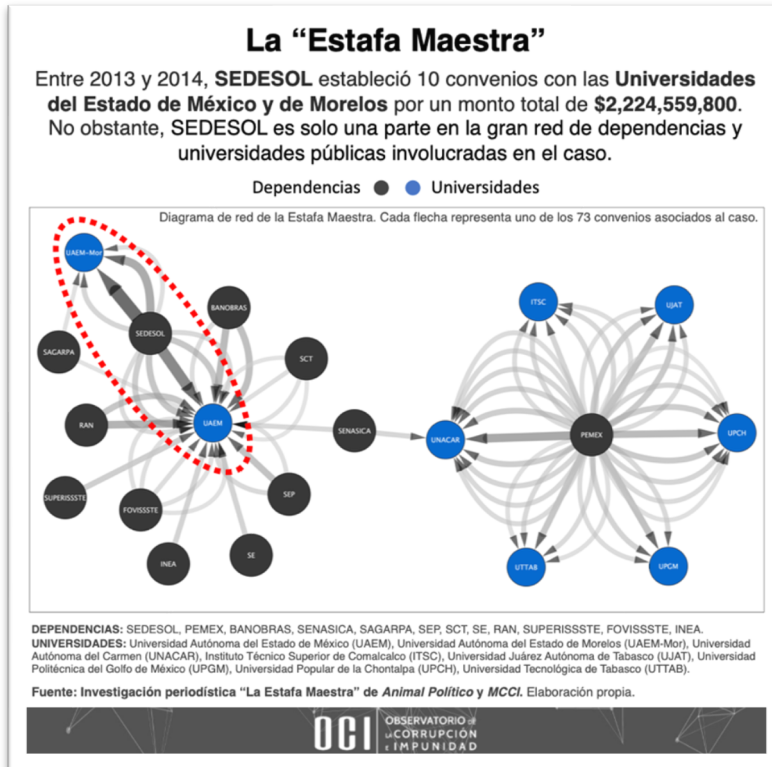 La “Estafa Maestra”
Entre 2013 y 2014, SEDESOL estableció 10 convenios con las Universidades
del Estado de México y de Morelos por un monto total de $2,224,559,800.
No obstante, SEDESOL es solo una parte en la gran red de dependencias y
universidades públicas involucradas en el caso.
Dependencias Universidades
Diagrama de red de la Estafa Maestra. Cada flecha representa uno de los 73 convenios asociados al caso.
UAEM-Mor
SEDESOL
BANOBRAS
SAGARPA
SCT
RAN
UAEM
SENASICA
SUPERISSSTE
FOVISSSTE
SEP
INEA
SE
ITSC
UJAT
UNACAR
PEMEX
UPCH
UTTAB
UPGM
DEPENDENCIAS: SEDESOL, PEMEX, BANOBRAS, SENASICA, SAGARPA, SEP, SCT, SE, RAN, SUPERISSSTE, FOVISSSTE, INEA.
UNIVERSIDADES: Universidad Autónoma del Estado de México (UAEM), Universidad Autónoma del Estado de Morelos (UAEM-Mor), Universidad
Autónoma del Carmen (UNACAR), Instituto Técnico Superior de Comalcalco (ITSC), Universidad Juárez Autónoma de Tabasco (UJAT), Universidad
Politécnica del Golfo de México (UPGM), Universidad Popular de la Chontalpa (UPCH), Universidad Tecnológica de Tabasco (UTTAB).
Fuente: Investigación periodística “La Estafa Maestra” de Animal Político y MCCI. Elaboración propia.
OCI
OBSERVATORIO DE
LA CORRUPCIÓN
E IMPUNIDAD